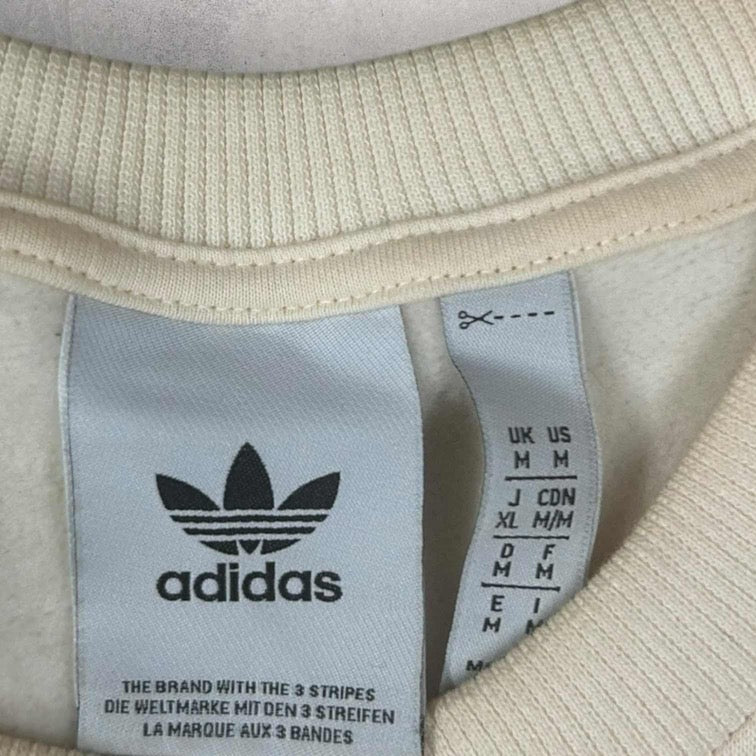 adidas
THE BRAND WITH THE 3 STRIPES
DIE WELTMARKE MIT DEN 3 STREIFEN
LA MARQUE AUX 3 BANDES
UK US
M M
J CDN
XL M/M
D F
M M
E I
M